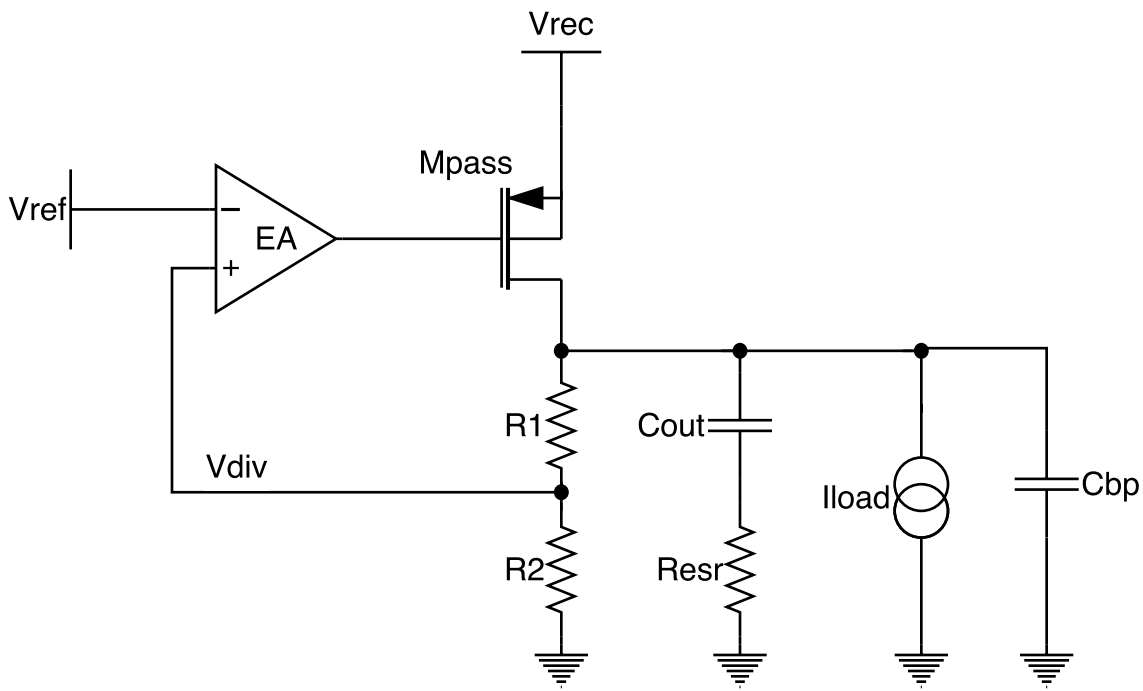 Vrec
Mpass
Vref
−
EA
+
R1
Cout
Vdiv
Iload
Cbp
R2
Resr